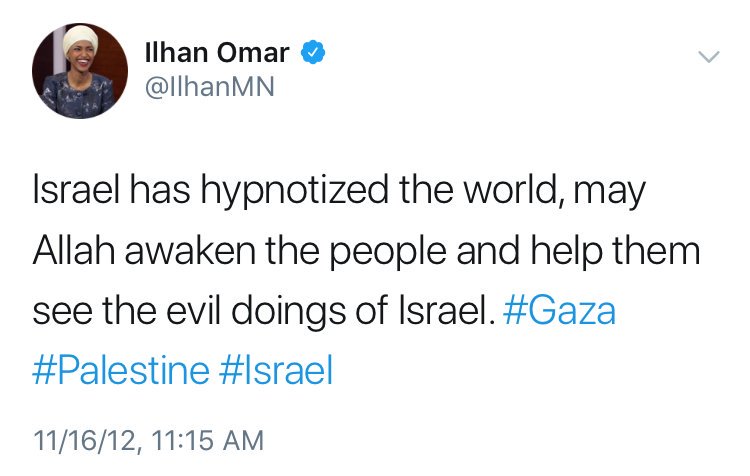 Ilhan Omar
@IlhanMN
Israel has hypnotized the world, may
Allah awaken the people and help them
see the evil doings of Israel. #Gaza
#Palestine #Israel
11/16/12, 11:15 AM